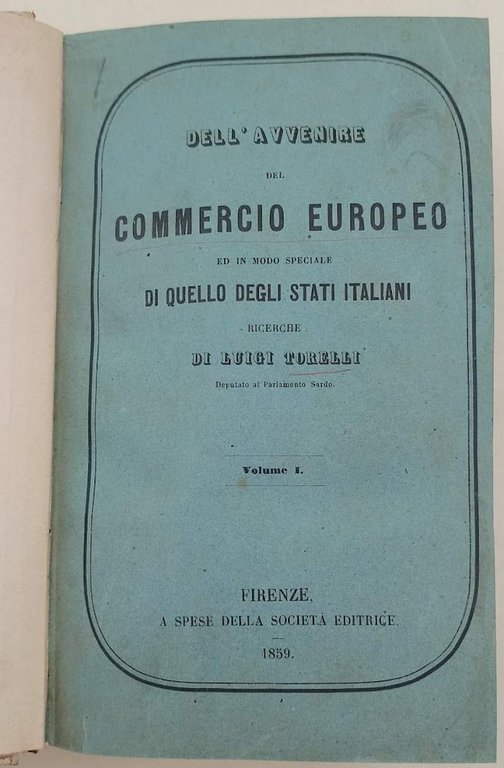 DELL'AVVENIRE
DEL
COMMERCIO EUROPEO
ED IN MODO SPECIALE
DI QUELLO DEGLI STATI ITALIANI
RICERCHE
DI LUIGI TORELLI
Deputato al Parlamento Sardo.
Volume I.
FIRENZE,
A SPESE DELLA SOCIETÀ EDITRICE.
1859.